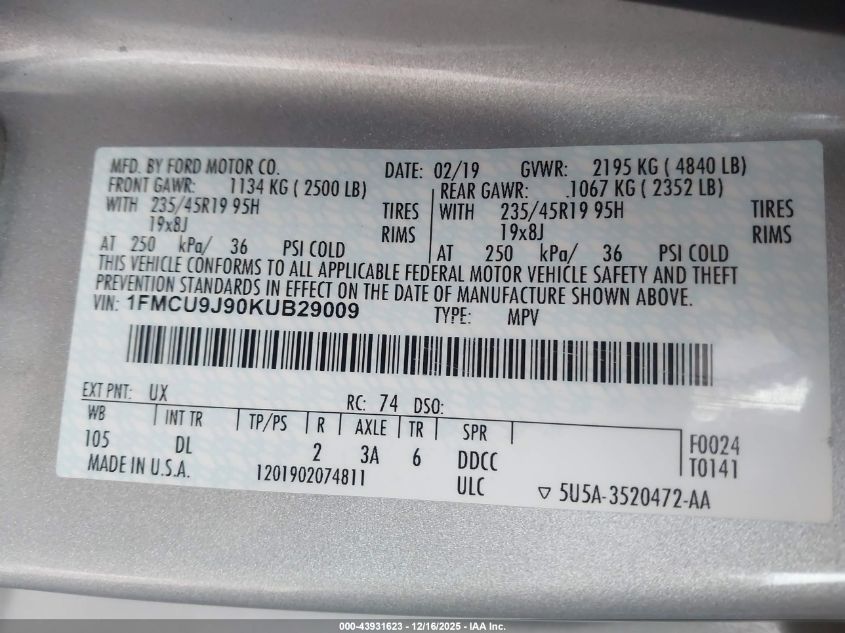 MFD. BY FORD MOTOR CO. DATE: 02/19 GVWR: 2195 KG ( 4840 LB)
FRONT GAWR: 1134 KG ( 2500 LB) REAR GAWR: 1067 KG ( 2352 LB)
WITH 235/45R19 95H TIRES WITH 235/45R19 95H TIRES
19x8J RIMS 19x8J RIMS
AT 250 kPa/ 36 PSI COLD AT 250 kPa/ 36 PSI COLD
THIS VEHICLE CONFORMS TO ALL APPLICABLE FEDERAL MOTOR VEHICLE SAFETY AND THEFT
PREVENTION STANDARDS IN EFFECT ON THE DATE OF MANUFACTURE SHOWN ABOVE.
VIN: 1FMCU9J90KUB29009 TYPE: MPV
EXT PNT: UX RC: 74 DSO:
WB INT TR TP/PS R AXLE TR SPR F0024
105 DL 2 3A 6 DDCC T0141
MADE IN U.S.A. 1201902074811 ULC ▽ 5U5A-3520472-AA
000-43931623 - 12/16/2025 - IAA Inc.